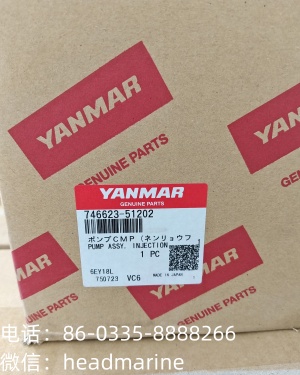 YANMAR
GENUINE PARTS
YANMAR
GENUINE PARTS
YANMAR
GENUINE PARTS
746623-51202
ポンプCMP (ネンリョウフ
PUMP ASSY, INJECTION
1 PC
6EY18L
750723 VC6
MADE IN JAPAN
电话: 86-0335-8888266
微信: headmarine